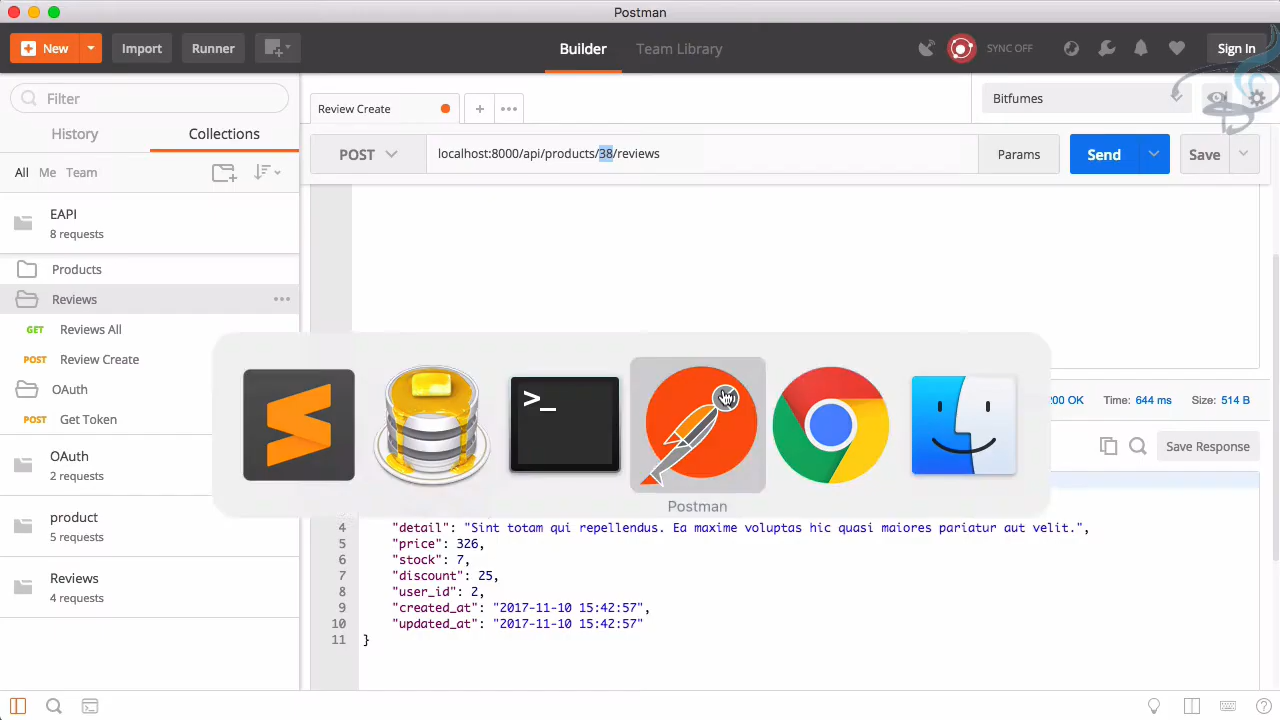 Postman
New
Import
Runner
Builder
Team Library
SYNC OFF
Sign In
Filter
History
Collections
All
Me
Team
EAPI
8 requests
Products
Reviews
GET Reviews All
POST Review Create
OAuth
POST Get Token
OAuth
2 requests
product
5 requests
Reviews
4 requests
Review Create
Bitfumes
POST
localhost:8000/api/products/38/reviews
Params
Send
Save
200 OK
Time: 644 ms
Size: 514 B
Save Response
>_
Postman
4 "detail": "Sint totam qui repellendus. Ea maxime voluptas hic quasi maiores pariatur aut velit.",
5 "price": 326,
6 "stock": 7,
7 "discount": 25,
8 "user_id": 2,
9 "created_at": "2017-11-10 15:42:57",
10 "updated_at": "2017-11-10 15:42:57"
11 }